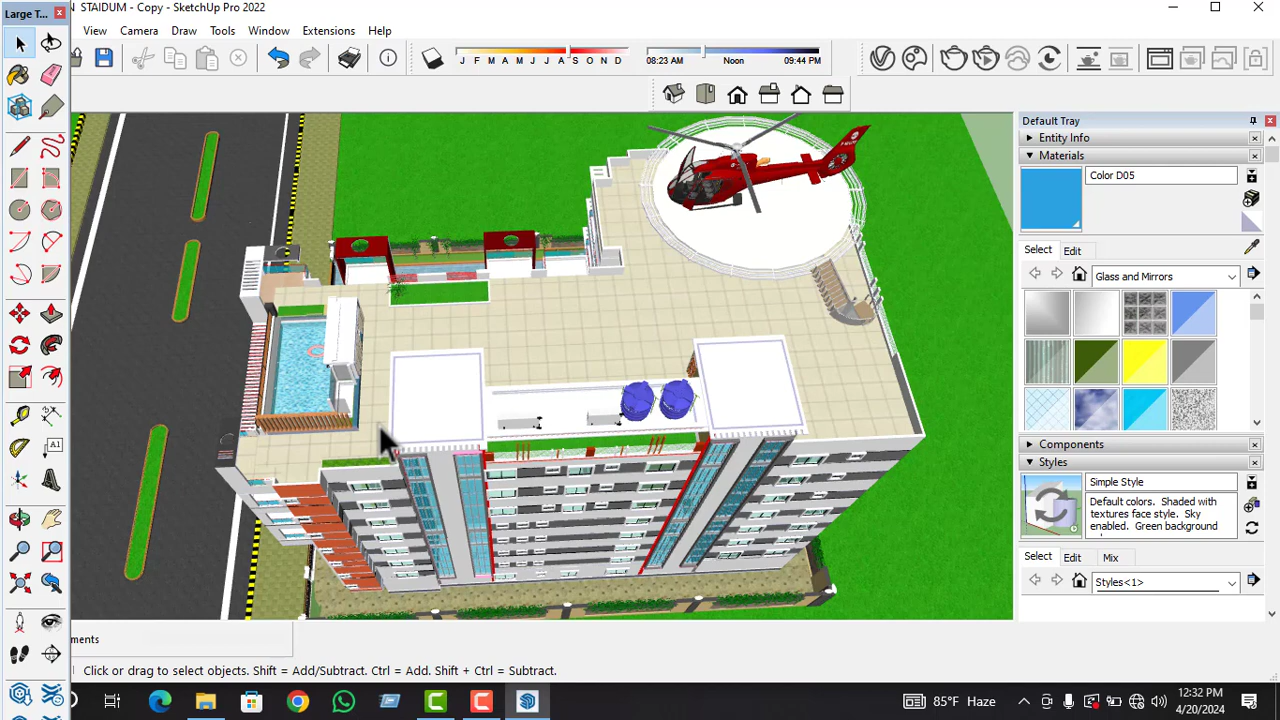 Large T...
N STAIDUM - Copy - SketchUp Pro 2022
View Camera Draw Tools Window Extensions Help
J F M A M J J A S O N D
08:23 AM Noon 09:44 PM
Default Tray
Entity Info
Materials
Color D05
Select Edit
Glass and Mirrors
Components
Styles
Simple Style
Default colors. Shaded with
textures face style. Sky
enabled. Green background
Select Edit Mix
Styles<1>
A1
ments
Click or drag to select objects. Shift = Add/Subtract. Ctrl = Add. Shift + Ctrl = Subtract.
85°F Haze
12:32 PM
4/20/2024